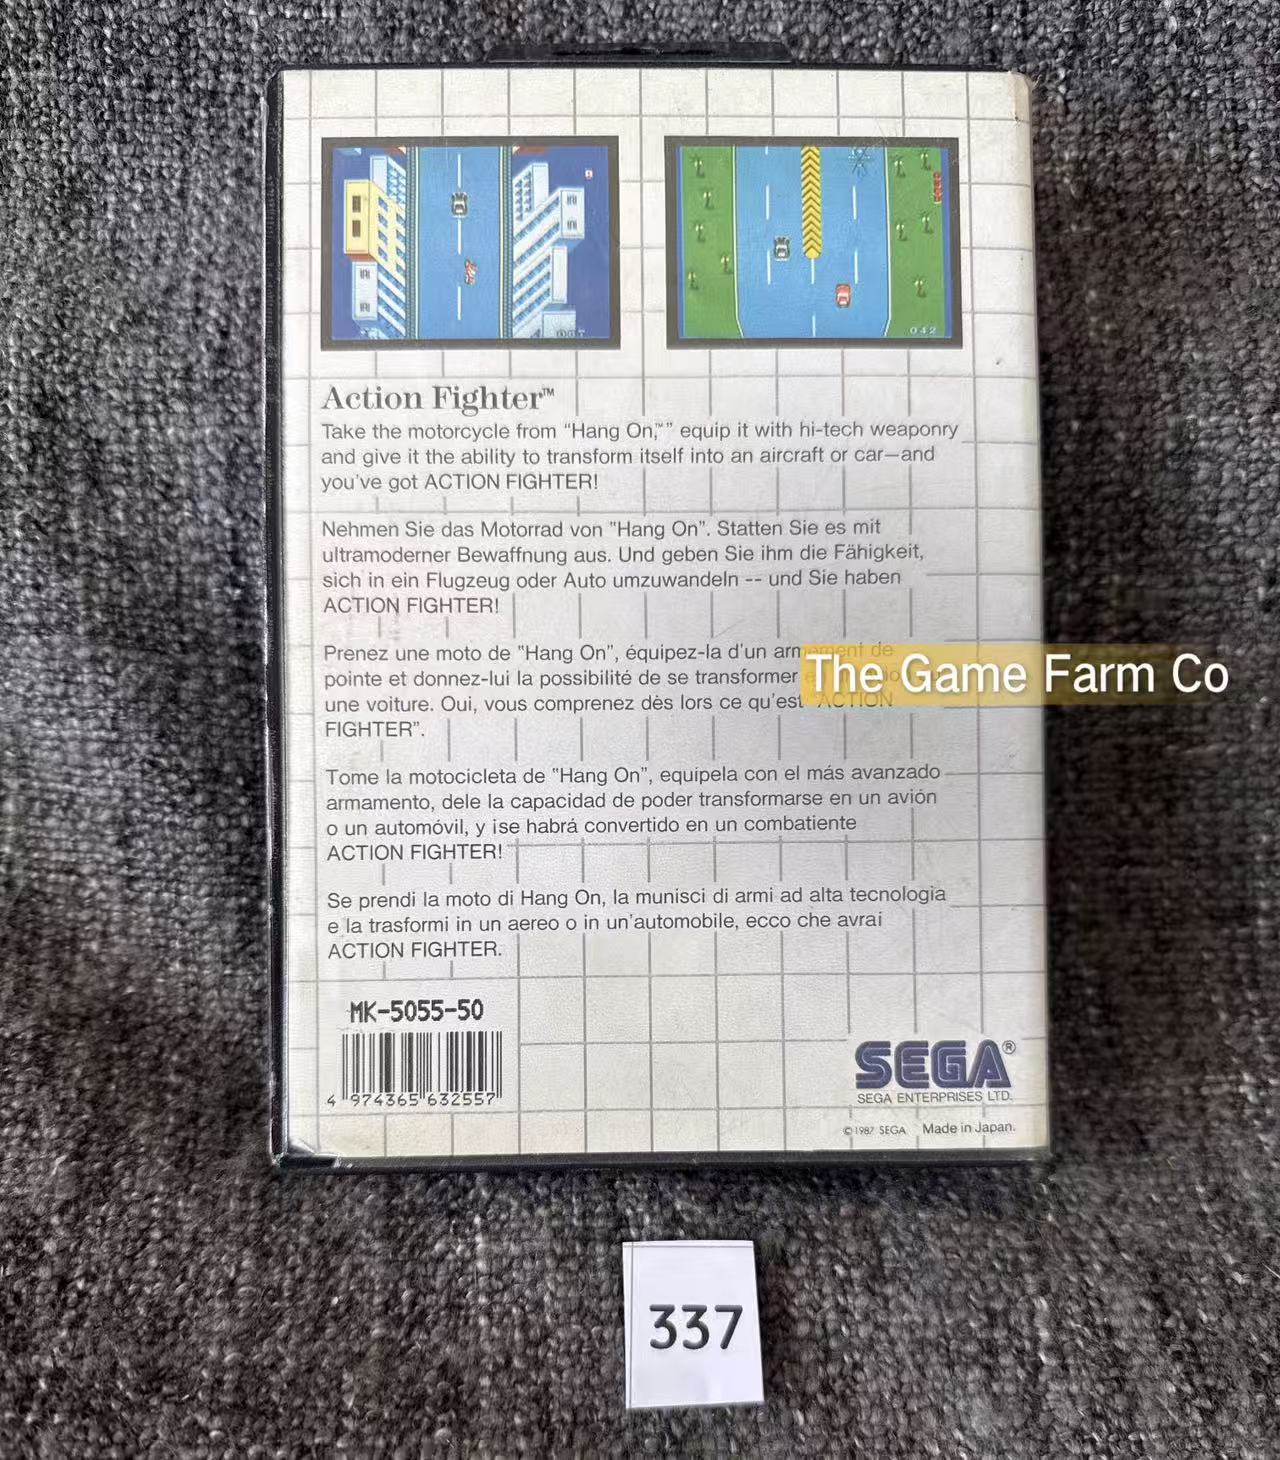 042
Action Fighter™
Take the motorcycle from “Hang On,™” equip it with hi-tech weaponry
and give it the ability to transform itself into an aircraft or car—and
you've got ACTION FIGHTER!
Nehmen Sie das Motorrad von "Hang On". Statten Sie es mit
ultramoderner Bewaffnung aus. Und geben Sie ihm die Fähigkeit,
sich in ein Flugzeug oder Auto umzuwandeln -- und Sie haben
ACTION FIGHTER!
Prenez une moto de "Hang On", équipez-la d'un armement de
pointe et donnez-lui la possibilité de se transformer
une voiture. Oui, vous comprenez dès lors ce qu'est "ACTION
FIGHTER".
The Game Farm Co
Tome la motocicleta de "Hang On", equípela con el más avanzado
armamento, dele la capacidad de poder transformarse en un avión
o un automóvil, y ise habrá convertido en un combatiente
ACTION FIGHTER!
Se prendi la moto di Hang On, la munisci di armi ad alta tecnologia
e la trasformi in un aereo o in un'automobile, ecco che avrai
ACTION FIGHTER.
MK-5055-50
4 974365 632557
SEGA®
SEGA ENTERPRISES LTD.
©1987 SEGA Made in Japan.
337